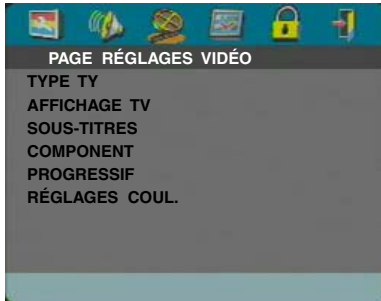 PAGE RÉGLAGES VIDÉO
TYPE TY
AFFICHAGE TV
SOUS-TITRES
COMPONENT
PROGRESSIF
RÉGLAGES COUL.